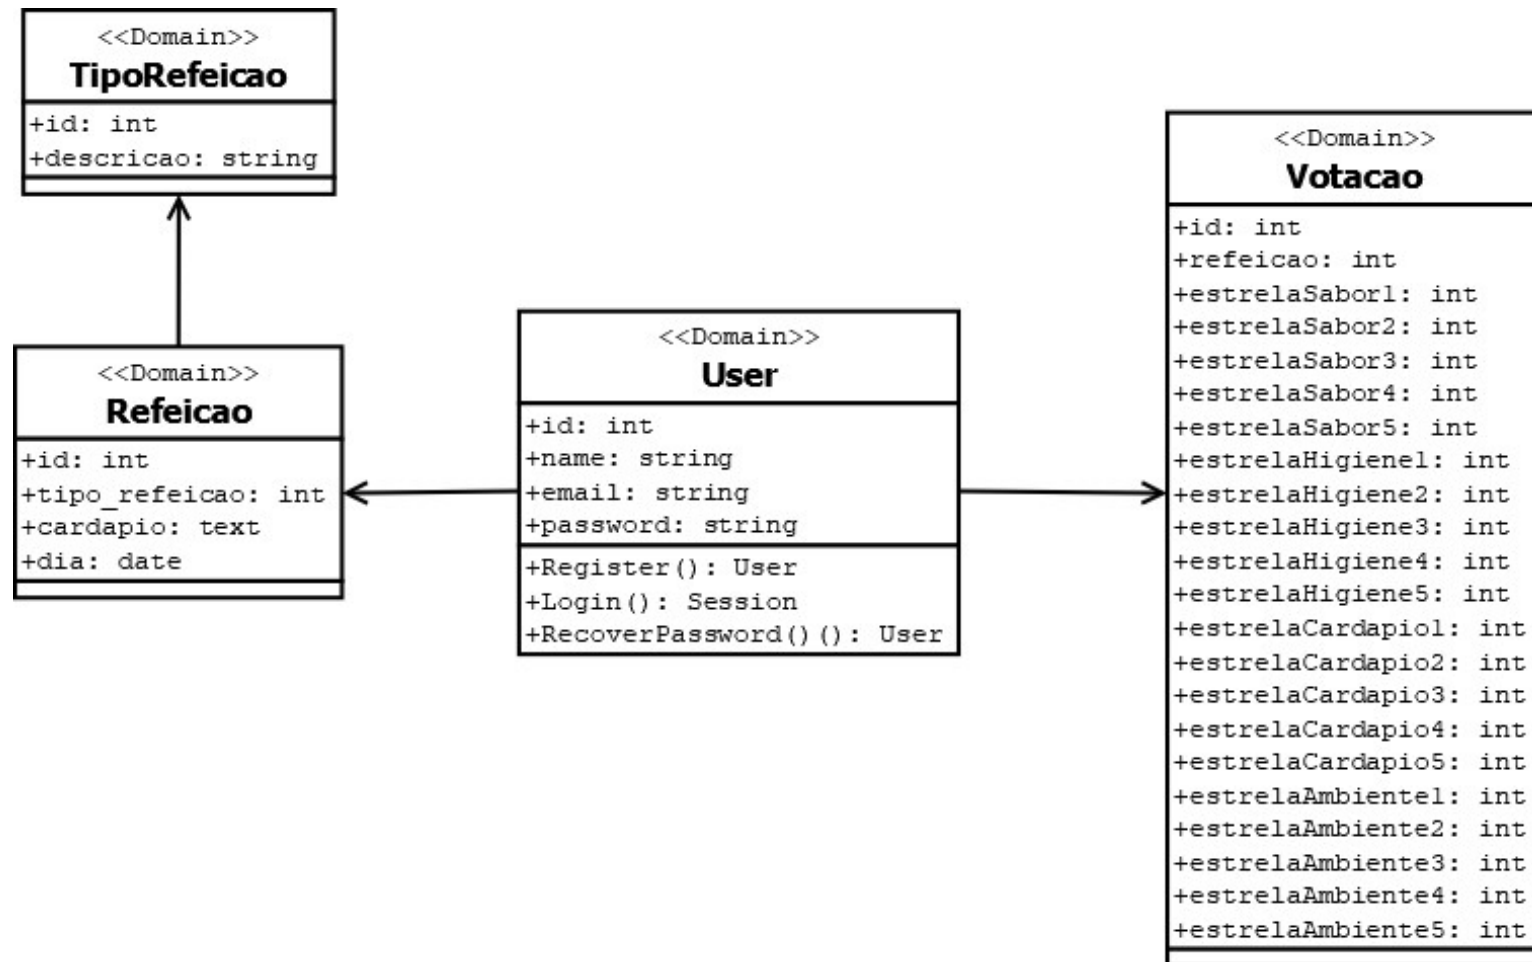 <<Domain>>
TipoRefeicao
+id: int
+descricao: string
<<Domain>>
Refeicao
+id: int
+tipo_refeicao: int
+cardapio: text
+dia: date
<<Domain>>
User
+id: int
+name: string
+email: string
+password: string
+Register(): User
+Login(): Session
+RecoverPassword()(): User
<<Domain>>
Votacao
+id: int
+refeicao: int
+estrelaSabor1: int
+estrelaSabor2: int
+estrelaSabor3: int
+estrelaSabor4: int
+estrelaSabor5: int
+estrelaHigiene1: int
+estrelaHigiene2: int
+estrelaHigiene3: int
+estrelaHigiene4: int
+estrelaHigiene5: int
+estrelaCardapio1: int
+estrelaCardapio2: int
+estrelaCardapio3: int
+estrelaCardapio4: int
+estrelaCardapio5: int
+estrelaAmbiente1: int
+estrelaAmbiente2: int
+estrelaAmbiente3: int
+estrelaAmbiente4: int
+estrelaAmbiente5: int